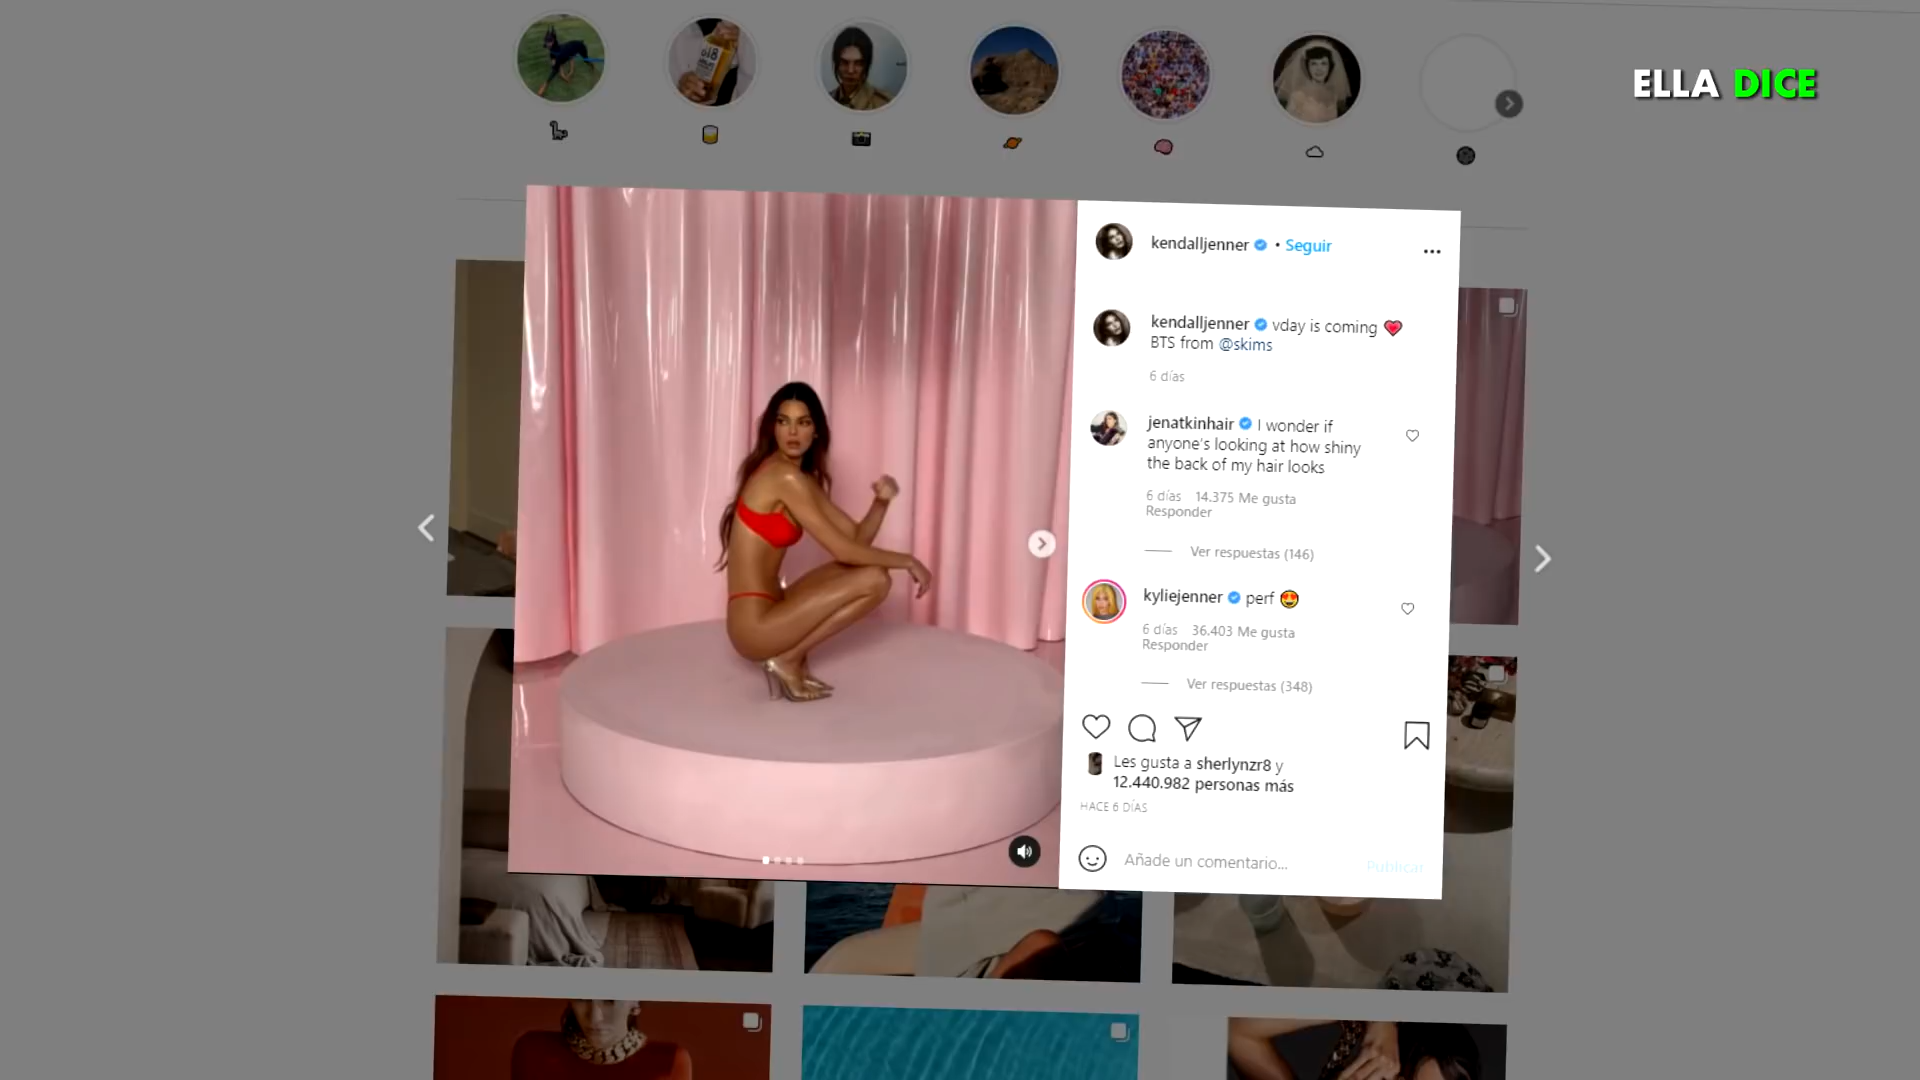 ELLA DICE
818
kendalljenner • Seguir
kendalljenner vday is coming
BTS from @skims
6 días
jenatkinhair I wonder if
anyone's looking at how shiny
the back of my hair looks
6 días 14.375 Me gusta
Responder
Ver respuestas (146)
kyliejenner perf
6 días 36.403 Me gusta
Responder
Ver respuestas (348)
Les gusta a sherlynzr8 y
12.440.982 personas más
HACE 6 DÍAS
Añade un comentario...
Publicar